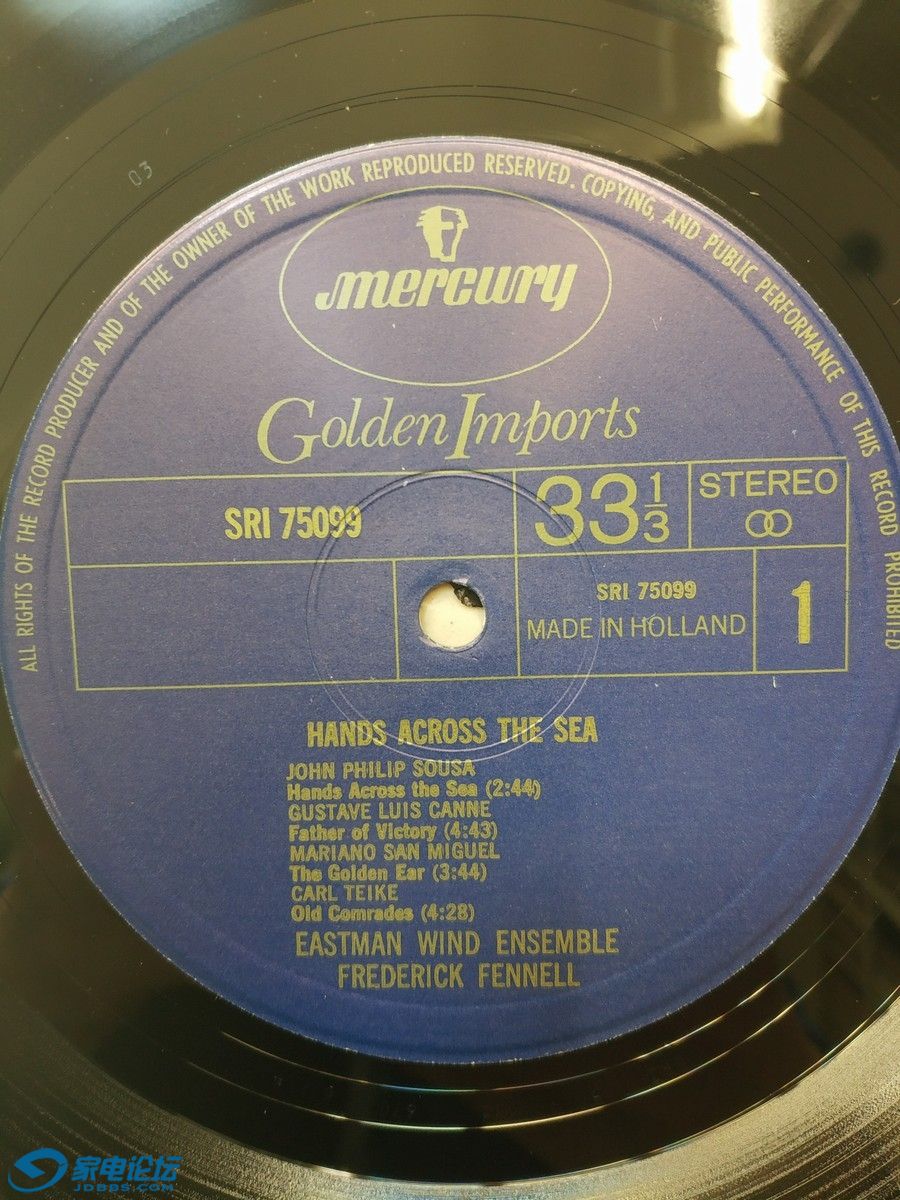 ALL RIGHTS OF THE RECORD PRODUCER AND OF THE OWNER OF THE WORK REPRODUCED RESERVED. COPYING, AND PUBLIC PERFORMANCE OF THIS RECORD PROHIBITED
03
mercury
Golden Imports
SRI 75099
33 1/3
STEREO
SRI 75099
MADE IN HOLLAND
1
HANDS ACROSS THE SEA
JOHN PHILIP SOUSA
Hands Across the Sea (2:44)
GUSTAVE LUIS CANNE
Father of Victory (4:43)
MARIANO SAN MIGUEL
The Golden Ear (3:44)
CARL TEIKE
Old Comrades (4:28)
EASTMAN WIND ENSEMBLE
FREDERICK FENNELL
家电论坛
JDBBS.COM